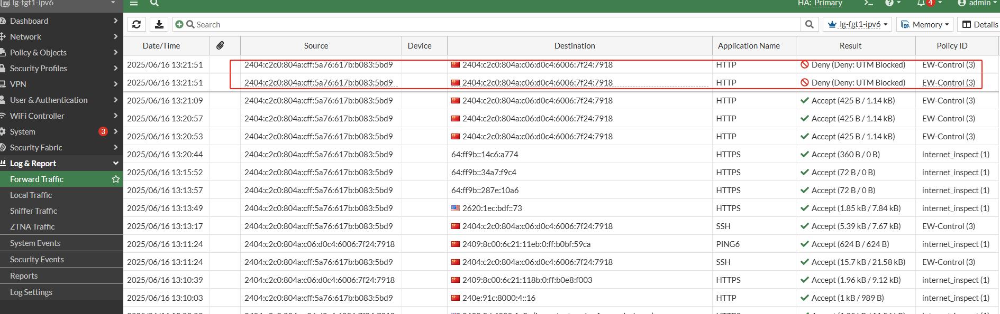 lg-fgt1-ipv6
HA: Primary
4
admin
Dashboard
Network
Policy & Objects
Security Profiles
VPN
User & Authentication
WiFi Controller
System 3
Security Fabric
Log & Report
Forward Traffic
Local Traffic
Sniffer Traffic
ZTNA Traffic
System Events
Security Events
Reports
Log Settings
Search lg-fgt1-ipv6 Memory Details
Date/Time Source Device Destination Application Name Result Policy ID
2025/06/16 13:21:51 2404:c2c0:804a:cff:5a76:617b:b083:5bd9 2404:c2c0:804a:c06:d0c4:6006:7f24:7918 HTTP Deny (Deny: UTM Blocked) EW-Control (3)
2025/06/16 13:21:51 2404:c2c0:804a:cff:5a76:617b:b083:5bd9 2404:c2c0:804a:c06:d0c4:6006:7f24:7918 HTTP Deny (Deny: UTM Blocked) EW-Control (3)
2025/06/16 13:21:09 2404:c2c0:804a:cff:5a76:617b:b083:5bd9 2404:c2c0:804a:c06:d0c4:6006:7f24:7918 HTTP Accept (425 B / 1.14 kB) EW-Control (3)
2025/06/16 13:20:57 2404:c2c0:804a:cff:5a76:617b:b083:5bd9 2404:c2c0:804a:c06:d0c4:6006:7f24:7918 HTTP Accept (425 B / 1.14 kB) EW-Control (3)
2025/06/16 13:20:53 2404:c2c0:804a:cff:5a76:617b:b083:5bd9 2404:c2c0:804a:c06:d0c4:6006:7f24:7918 HTTP Accept (425 B / 1.14 kB) EW-Control (3)
2025/06/16 13:20:44 2404:c2c0:804a:cff:5a76:617b:b083:5bd9 64:ff9b::14c6:a774 HTTPS Accept (360 B / 0 B) internet_inspect (1)
2025/06/16 13:15:52 2404:c2c0:804a:cff:5a76:617b:b083:5bd9 64:ff9b::34a7:f9c4 HTTPS Accept (72 B / 0 B) internet_inspect (1)
2025/06/16 13:13:57 2404:c2c0:804a:cff:5a76:617b:b083:5bd9 64:ff9b::287e:10a6 HTTPS Accept (72 B / 0 B) internet_inspect (1)
2025/06/16 13:13:49 2404:c2c0:804a:cff:5a76:617b:b083:5bd9 2620:1ec:bdf::73 HTTPS Accept (1.85 kB / 7.84 kB) internet_inspect (1)
2025/06/16 13:13:17 2404:c2c0:804a:cff:5a76:617b:b083:5bd9 2404:c2c0:804a:c06:d0c4:6006:7f24:7918 SSH Accept (5.39 kB / 7.67 kB) EW-Control (3)
2025/06/16 13:11:24 2404:c2c0:804a:c06:d0c4:6006:7f24:7918 2409:8c00:6c21:11eb:0:ff:b0bf:59ca PING6 Accept (624 B / 624 B) internet_inspect (1)
2025/06/16 13:11:24 2404:c2c0:804a:cff:5a76:617b:b083:5bd9 2404:c2c0:804a:c06:d0c4:6006:7f24:7918 SSH Accept (15.7 kB / 21.58 kB) EW-Control (3)
2025/06/16 13:10:39 2404:c2c0:804a:c06:d0c4:6006:7f24:7918 2409:8c00:6c21:118b:0:ff:b0e8:f003 HTTPS Accept (1.96 kB / 9.12 kB) internet_inspect (1)
2025/06/16 13:10:03 2404:c2c0:804a:cff:5a76:617b:b083:5bd9 240e:91c:8000:4::16 HTTP Accept (1 kB / 989 B) internet_inspect (1)